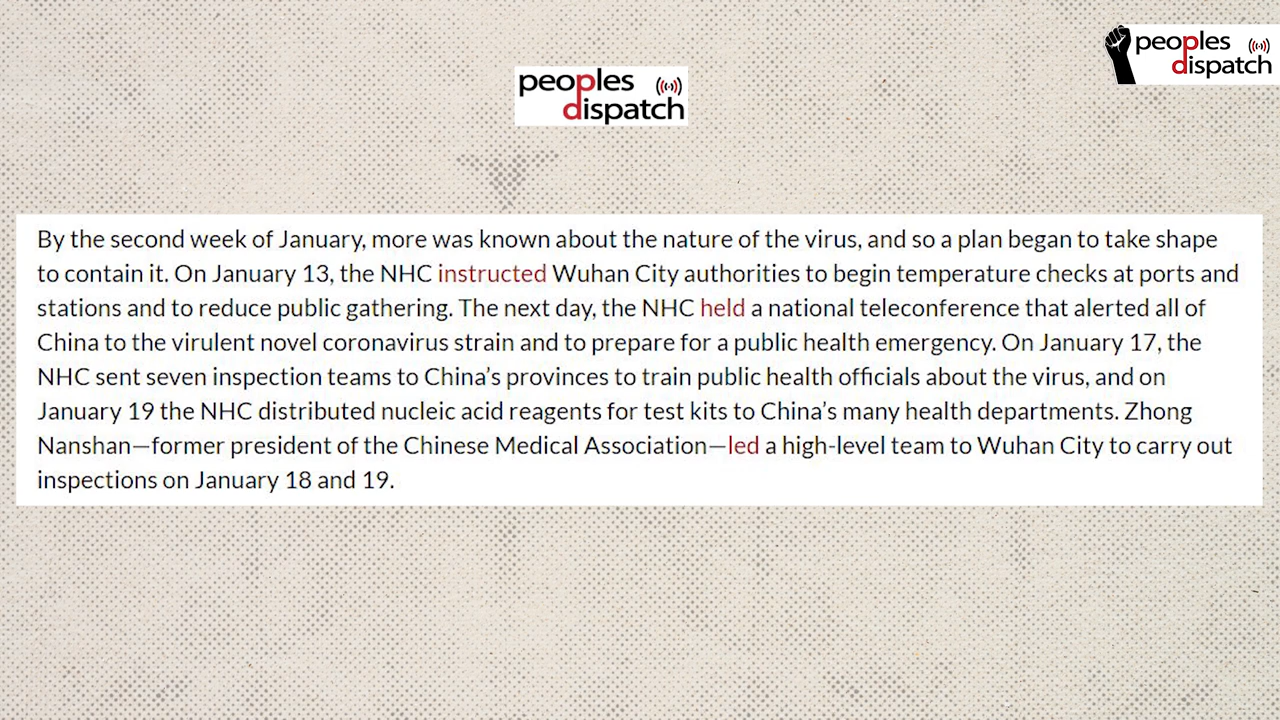 peoples
dispatch
peoples
dispatch
By the second week of January, more was known about the nature of the virus, and so a plan began to take shape
to contain it. On January 13, the NHC instructed Wuhan City authorities to begin temperature checks at ports and
stations and to reduce public gathering. The next day, the NHC held a national teleconference that alerted all of
China to the virulent novel coronavirus strain and to prepare for a public health emergency. On January 17, the
NHC sent seven inspection teams to China’s provinces to train public health officials about the virus, and on
January 19 the NHC distributed nucleic acid reagents for test kits to China’s many health departments. Zhong
Nanshan—former president of the Chinese Medical Association—led a high-level team to Wuhan City to carry out
inspections on January 18 and 19.